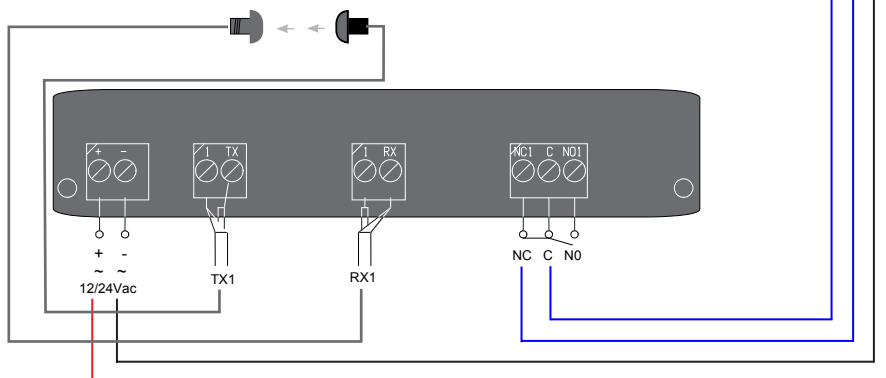 + -
1 TX
1 RX
NC1 C NO1
+ -
~ ~
12/24Vac
TX1
RX1
NC C N0